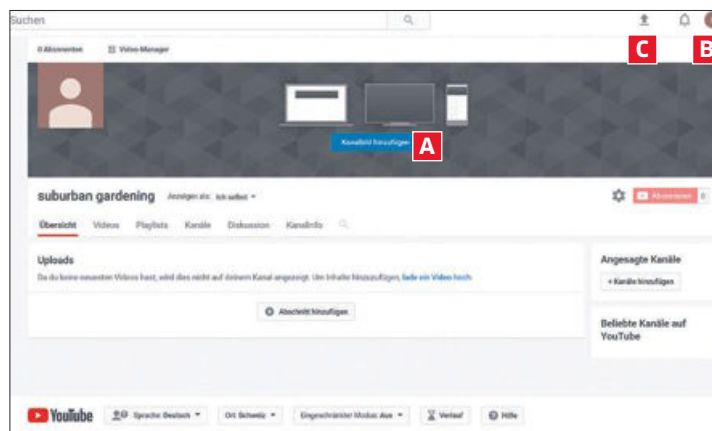 Suchen
C
B
0 Abonnenten Video-Manager
Kanalbild hinzufügen
A
suburban gardening Anzeigen als: Ich selbst
Abonnieren 0
Übersicht Videos Playlists Kanäle Diskussion Kanalinfo
Uploads
Da du keine neuesten Videos hast, wird dies nicht auf deinem Kanal angezeigt. Um Inhalte hinzuzufügen, lade ein Video hoch.
Abschnitt hinzufügen
Angesagte Kanäle
+ Kanäle hinzufügen
Beliebte Kanäle auf
YouTube
YouTube Sprache: Deutsch Ort: Schweiz Eingeschränkter Modus: Aus Verlauf Hilfe